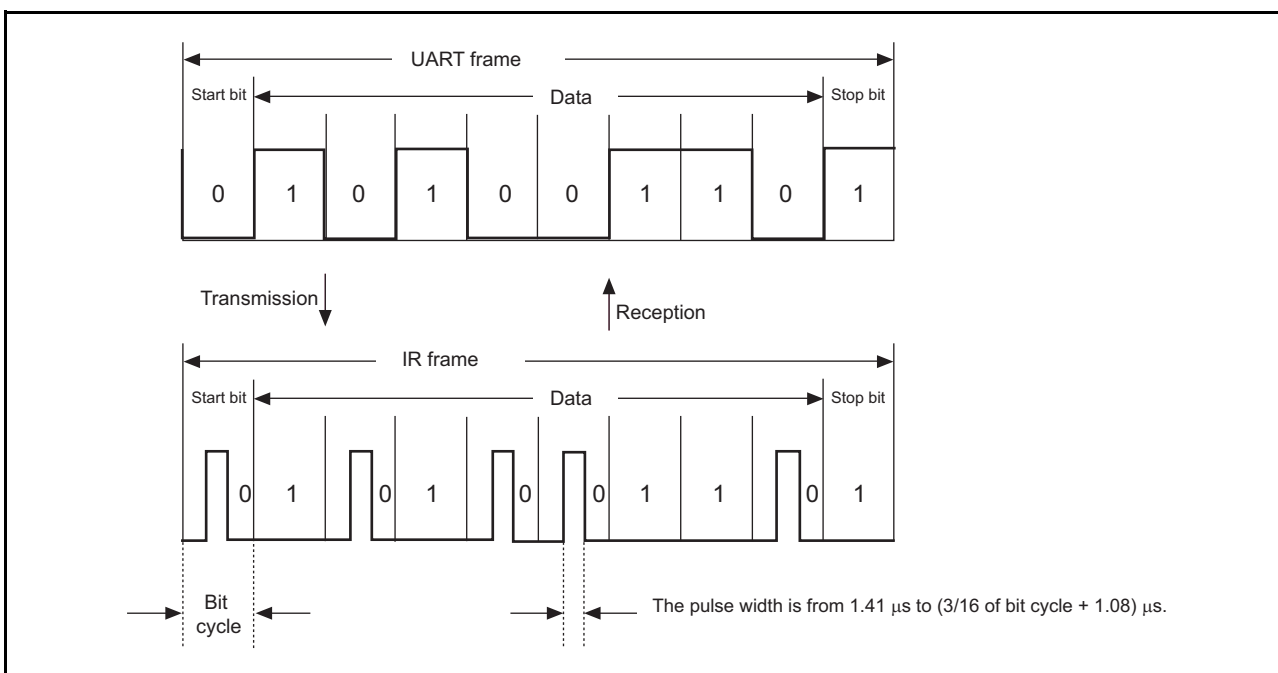 UART frame
Start bit Data Stop bit
0 1 0 1 0 0 1 1 0 1
Transmission
Reception
IR frame
Start bit Data Stop bit
0 1 0 1 0 0 1 1 0 1
Bit
cycle
The pulse width is from 1.41 μs to (3/16 of bit cycle + 1.08) μs.